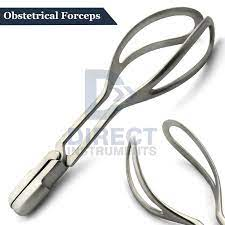 Obstetrical Forceps
DIRECT
INSTRUMENTS